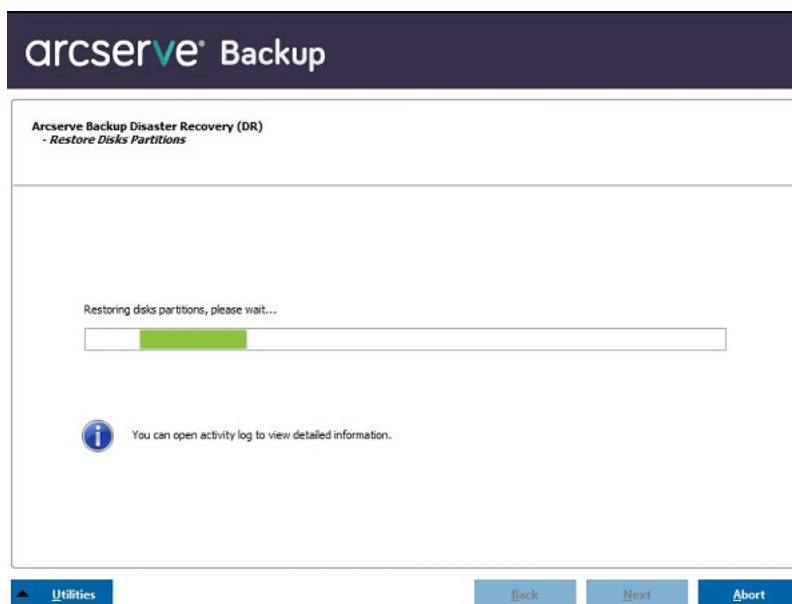 arcserve® Backup
Arcserve Backup Disaster Recovery (DR)
- Restore Disks Partitions
Restoring disks partitions, please wait...
You can open activity log to view detailed information.
Utilities
Back
Next
Abort